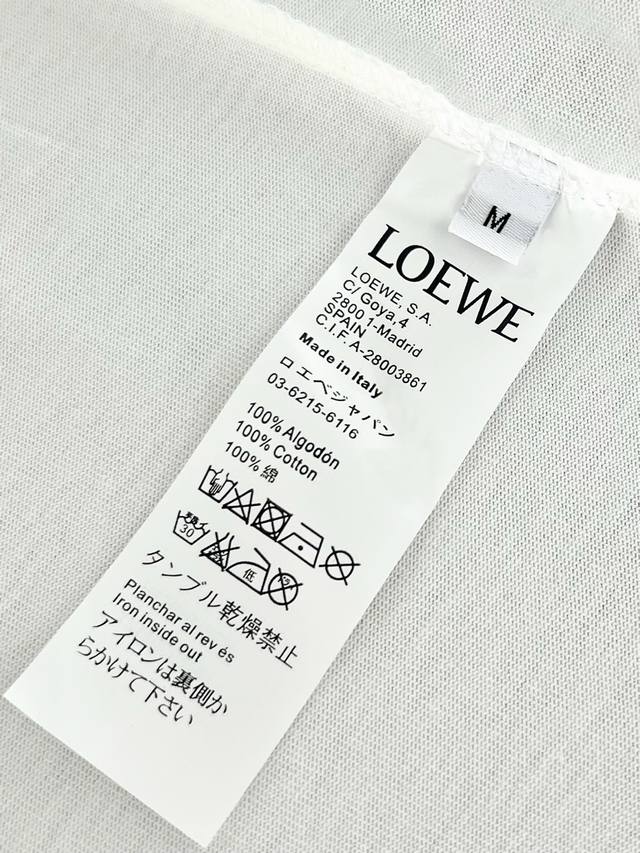 M
LOEWE
LOEWE, S.A.
C/ Goya,4
2800 1-Madrid
SPAIN
C.I.F. A-28003861
Made in Italy
ロエベジャパン
03-6215-6116
100% Algodón
100% Cotton
100% 綿
30
低
タンブル乾燥禁止
Planchar al rev és
Iron inside out
アイロンは裏側か
らかけて下さい